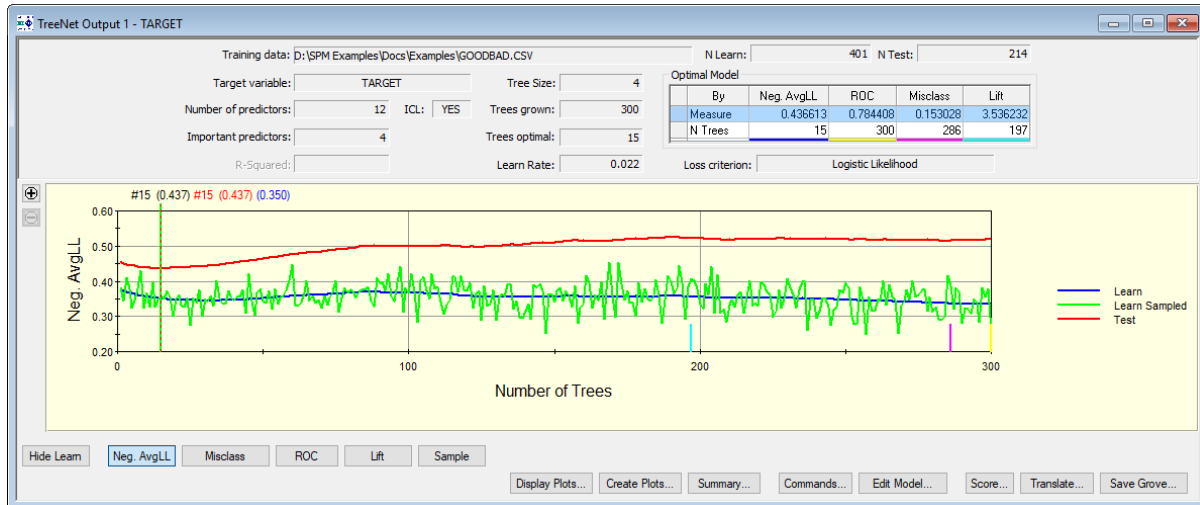 TreeNet Output 1 - TARGET
Training data: D:\SPM Examples\Docs\Examples\GOODBAD.CSV N Learn: 401 N Test: 214
Target variable: TARGET Tree Size: 4 Optimal Model
By Neg. AvgLL ROC Misclass Lift
Number of predictors: 12 ICL: YES Trees grown: 300 Measure 0.436613 0.784408 0.153028 3.536232
N Trees 15 300 286 197
Important predictors: 4 Trees optimal: 15
R-Squared: Learn Rate: 0.022 Loss criterion: Logistic Likelihood
#15 (0.437) #15 (0.437) (0.350)
0.60
0.50
0.40
0.30
0.20
Neg. AvgLL
0 100 200 300
Number of Trees
Learn
Learn Sampled
Test
Hide Learn Neg. AvgLL Misclass ROC Lift Sample
Display Plots... Create Plots... Summary... Commands... Edit Model... Score... Translate... Save Grove...